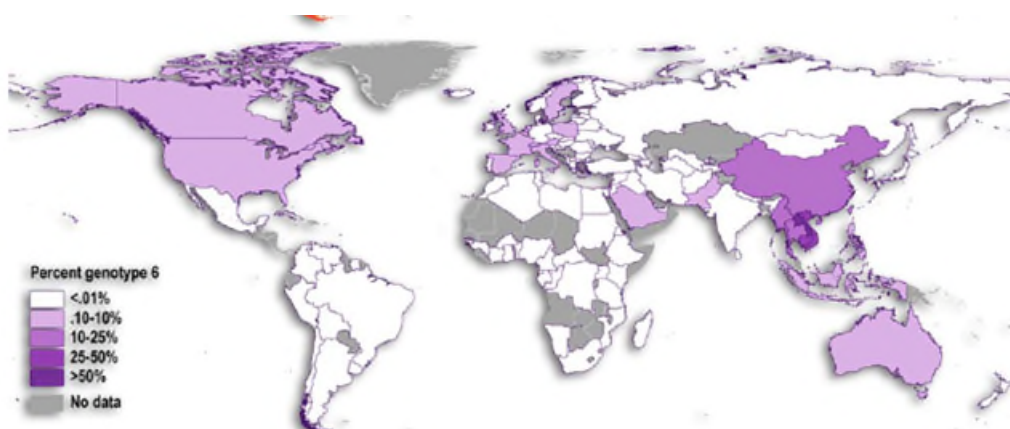 Percent genotype 6
<.01%
.10-10%
10-25%
25-50%
>50%
No data